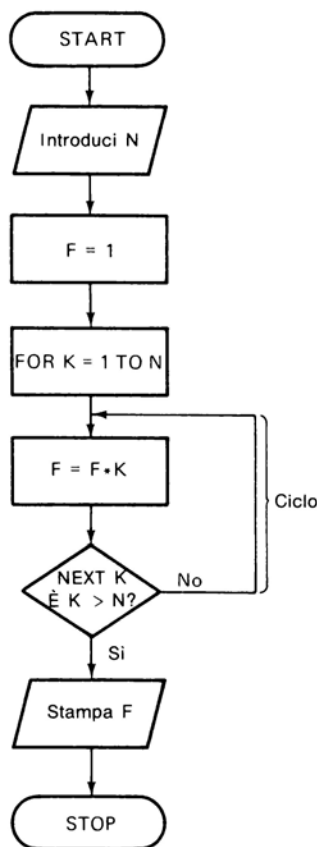 START
Introduci N
F = 1
FOR K = 1 TO N
F = F * K
Ciclo
NEXT K
È K > N?
No
Si
Stampa F
STOP